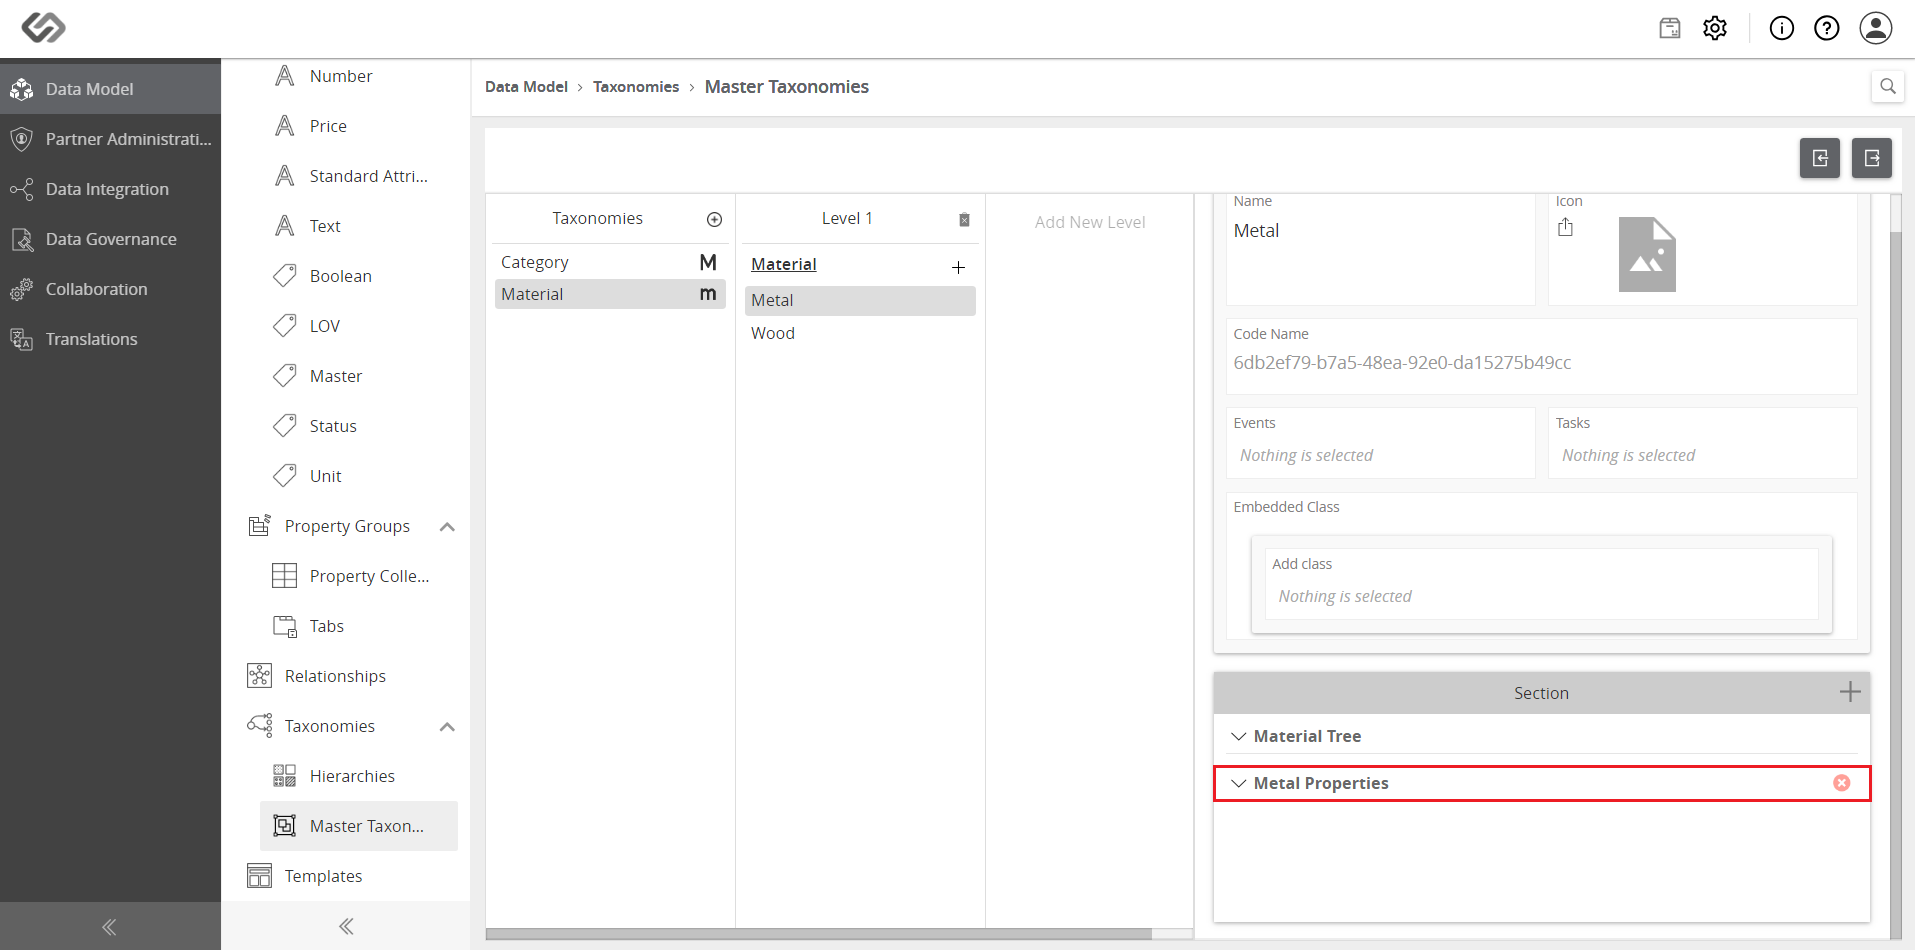 Data Model
Partner Administrati...
Data Integration
Data Governance
Collaboration
Translations
Number
Price
Standard Attri...
Text
Boolean
LOV
Master
Status
Unit
Property Groups
Property Colle...
Tabs
Relationships
Taxonomies
Hierarchies
Master Taxon...
Templates
Data Model › Taxonomies › Master Taxonomies
Taxonomies
Category M
Material m
Level 1
Material
Metal
Wood
Add New Level
Name
Metal
Icon
Code Name
6db2ef79-b7a5-48ea-92e0-da15275b49cc
Events
Nothing is selected
Tasks
Nothing is selected
Embedded Class
Add class
Nothing is selected
Section
Material Tree
Metal Properties